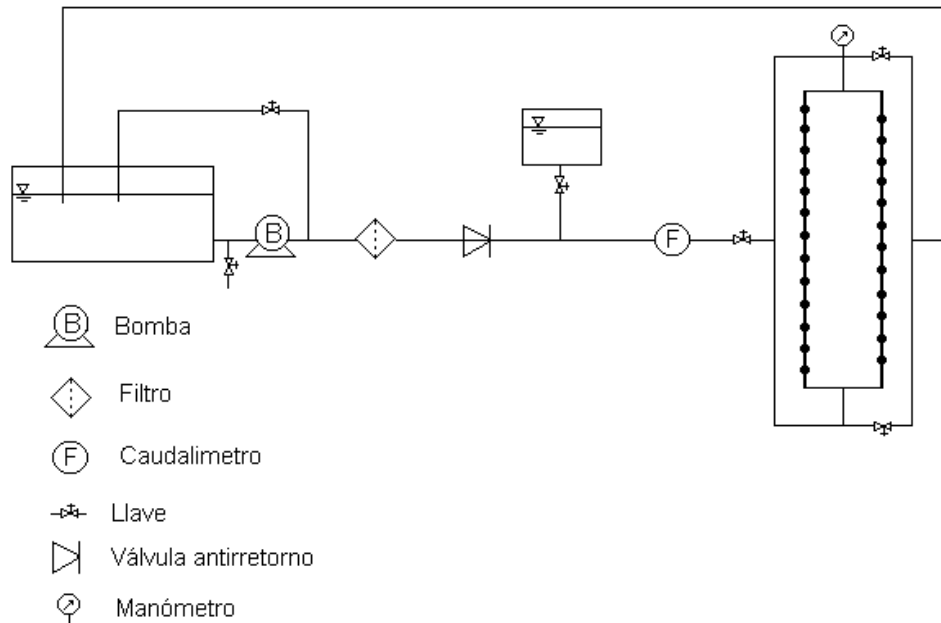 B
F
B Bomba
Filtro
F Caudalimetro
Llave
Válvula antirretorno
Manómetro